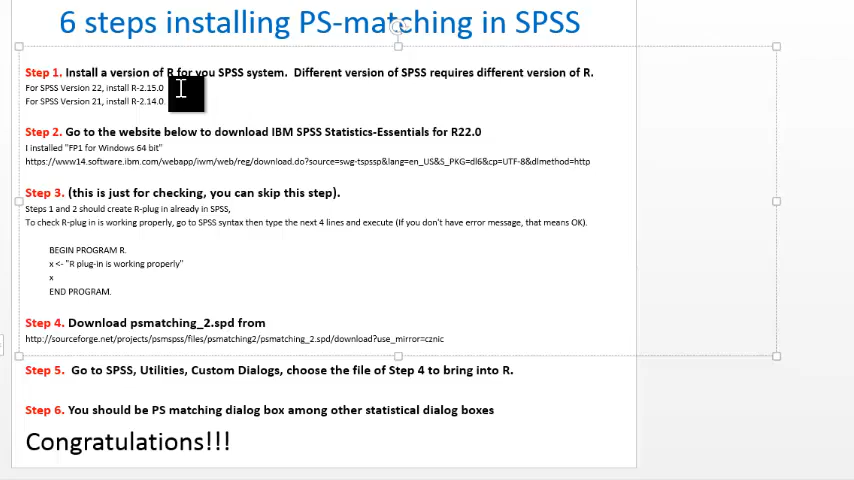 6 steps installing PS-matching in SPSS
Step 1. Install a version of R for you SPSS system. Different version of SPSS requires different version of R.
For SPSS Version 22, install R-2.15.0
For SPSS Version 21, install R-2.14.0.
Step 2. Go to the website below to download IBM SPSS Statistics-Essentials for R22.0
I installed "FP1 for Windows 64 bit"
https://www14.software.ibm.com/webapp/iwm/web/reg/download.do?source=swg-tspssp&lang=en_US&S_PKG=dl6&cp=UTF-8&dlmethod=http
Step 3. (this is just for checking, you can skip this step).
Steps 1 and 2 should create R-plug in already in SPSS,
To check R-plug in is working properly, go to SPSS syntax then type the next 4 lines and execute (If you don't have error message, that means OK).
BEGIN PROGRAM R.
x <- "R plug-in is working properly"
x
END PROGRAM.
Step 4. Download psmatching_2.spd from
http://sourceforge.net/projects/psmspss/files/psmatching2/psmatching_2.spd/download?use_mirror=cznic
Step 5. Go to SPSS, Utilities, Custom Dialogs, choose the file of Step 4 to bring into R.
Step 6. You should be PS matching dialog box among other statistical dialog boxes
Congratulations!!!